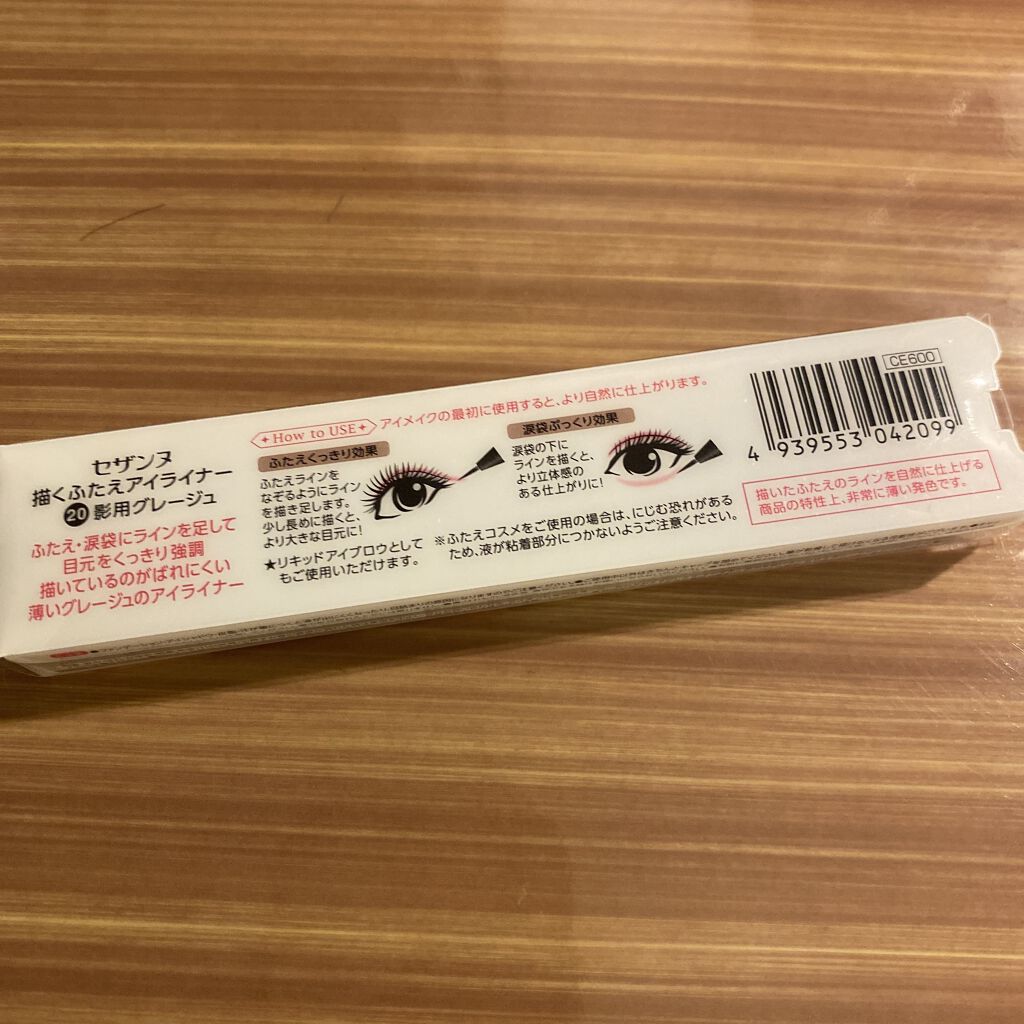 セザンヌ
描くふたえアイライナー
20 影用グレージュ
ふたえ・涙袋にラインを足して
目元をくっきり強調
描いているのがばれにくい
薄いグレージュのアイライナー
How to USE
アイメイクの最初に使用すると、より自然に仕上がります。
ふたえくっきり効果
ふたえラインを
なぞるようにライン
を描き足します。
少し長めに描くと、
より大きな目元に!
★リキッドアイブロウとして
もご使用いただけます。
涙袋ぷっくり効果
涙袋の下に
ラインを描くと、
より立体感の
ある仕上がりに!
※ふたえコスメをご使用の場合は、にじむ恐れがある
ため、液が粘着部分につかないようご注意ください。
CE600
4 939553 042099
描いたふたえのラインを自然に仕上げる
商品の特性上、非常に薄い発色です。